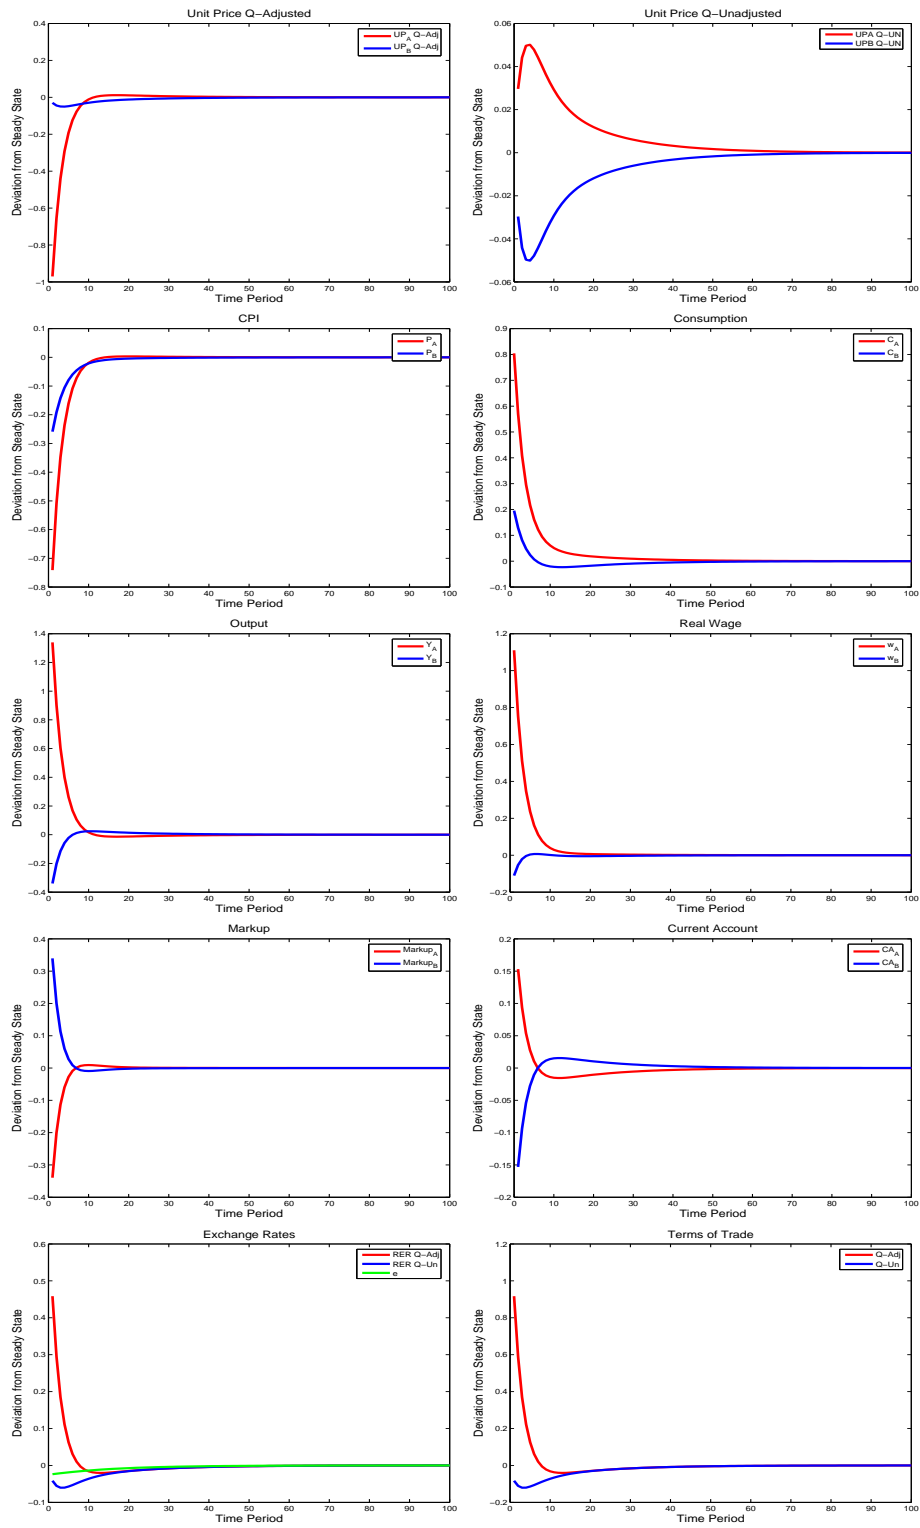 Unit Price Q−Adjusted
Deviation from Steady State
0.4
0.2
0
−0.2
−0.4
−0.6
−0.8
−1
UP_A Q−Adj
UP_B Q−Adj
0 10 20 30 40 50 60 70 80 90 100
Time Period
Unit Price Q−Unadjusted
Deviation from Steady State
0.06
0.04
0.02
0
−0.02
−0.04
−0.06
UPA Q−UN
UPB Q−UN
0 10 20 30 40 50 60 70 80 90 100
Time Period
CPI
Deviation from Steady State
0.1
0
−0.1
−0.2
−0.3
−0.4
−0.5
−0.6
−0.7
−0.8
P_A
P_B
0 10 20 30 40 50 60 70 80 90 100
Time Period
Consumption
Deviation from Steady State
0.9
0.8
0.7
0.6
0.5
0.4
0.3
0.2
0.1
0
−0.1
C_A
C_B
0 10 20 30 40 50 60 70 80 90 100
Time Period
Output
Deviation from Steady State
1.4
1.2
1
0.8
0.6
0.4
0.2
0
−0.2
−0.4
Y_A
Y_B
0 10 20 30 40 50 60 70 80 90 100
Time Period
Real Wage
Deviation from Steady State
1.2
1
0.8
0.6
0.4
0.2
0
−0.2
w_A
w_B
0 10 20 30 40 50 60 70 80 90 100
Time Period
Markup
Deviation from Steady State
0.4
0.3
0.2
0.1
0
−0.1
−0.2
−0.3
−0.4
Markup_A
Markup_B
0 10 20 30 40 50 60 70 80 90 100
Time Period
Current Account
Deviation from Steady State
0.2
0.15
0.1
0.05
0
−0.05
−0.1
−0.15
−0.2
CA_A
CA_B
0 10 20 30 40 50 60 70 80 90 100
Time Period
Exchange Rates
Deviation from Steady State
0.6
0.5
0.4
0.3
0.2
0.1
0
−0.1
RER Q−Adj
RER Q−Un
e
0 10 20 30 40 50 60 70 80 90 100
Time Period
Terms of Trade
Deviation from Steady State
1.2
1
0.8
0.6
0.4
0.2
0
−0.2
Q−Adj
Q−Un
0 10 20 30 40 50 60 70 80 90 100
Time Period